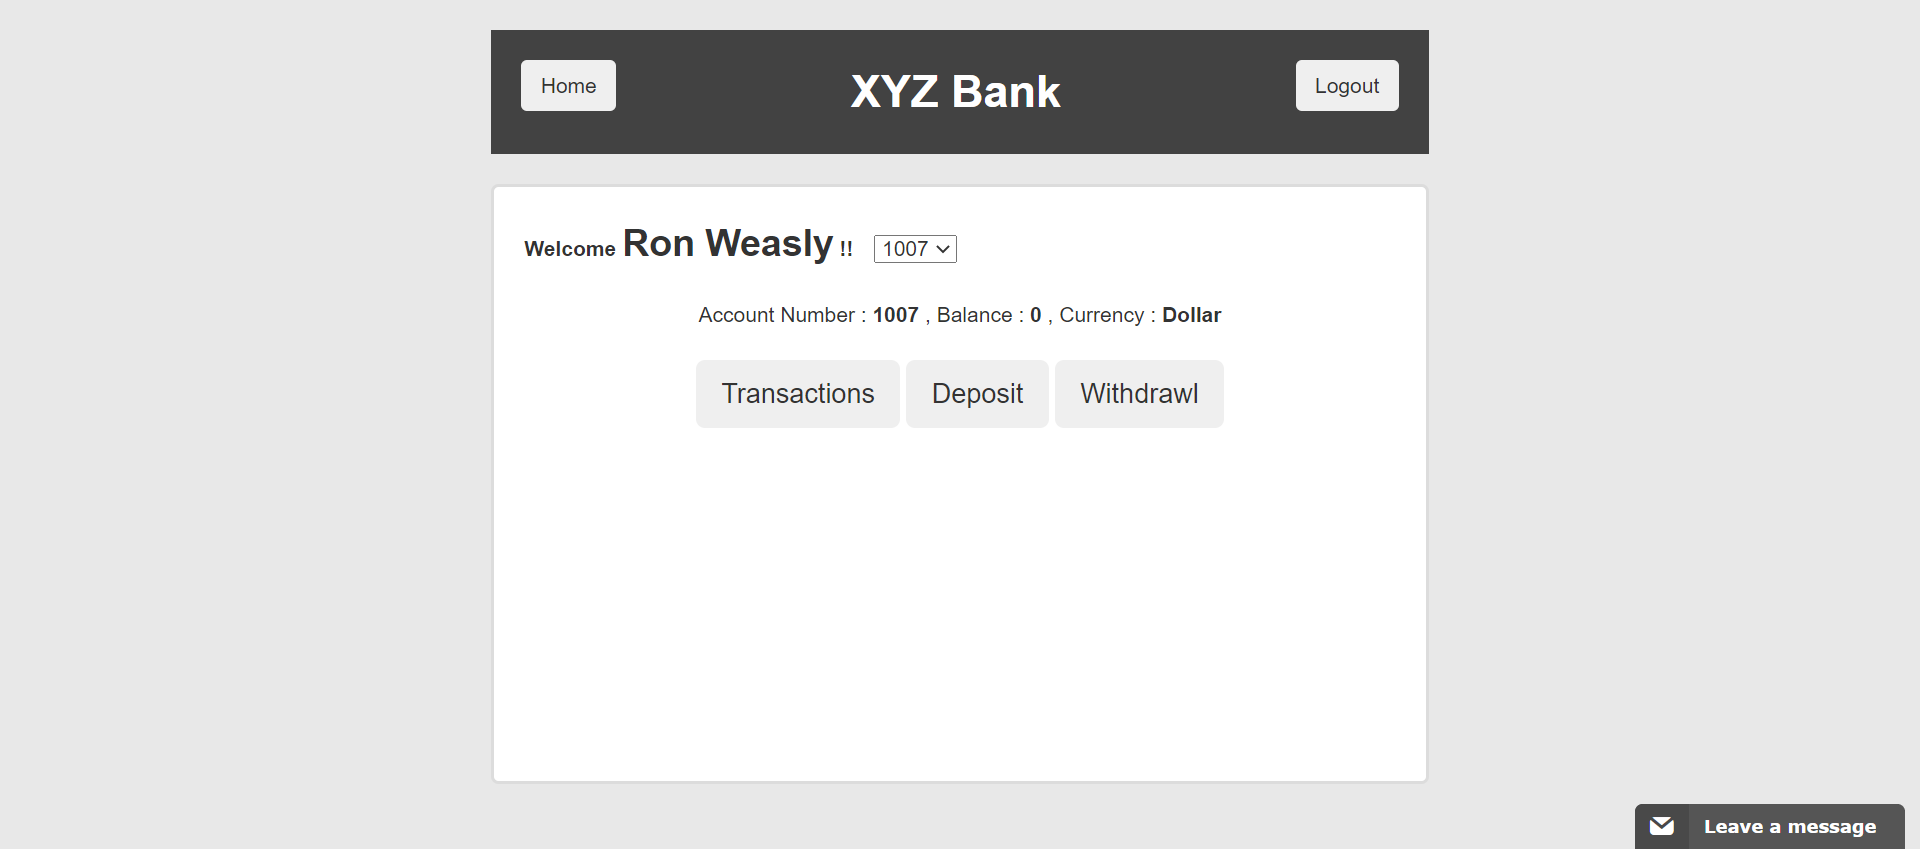 Home XYZ Bank Logout
Welcome Ron Weasly !! 1007
Account Number : 1007 , Balance : 0 , Currency : Dollar
Transactions Deposit Withdrawl
Leave a message